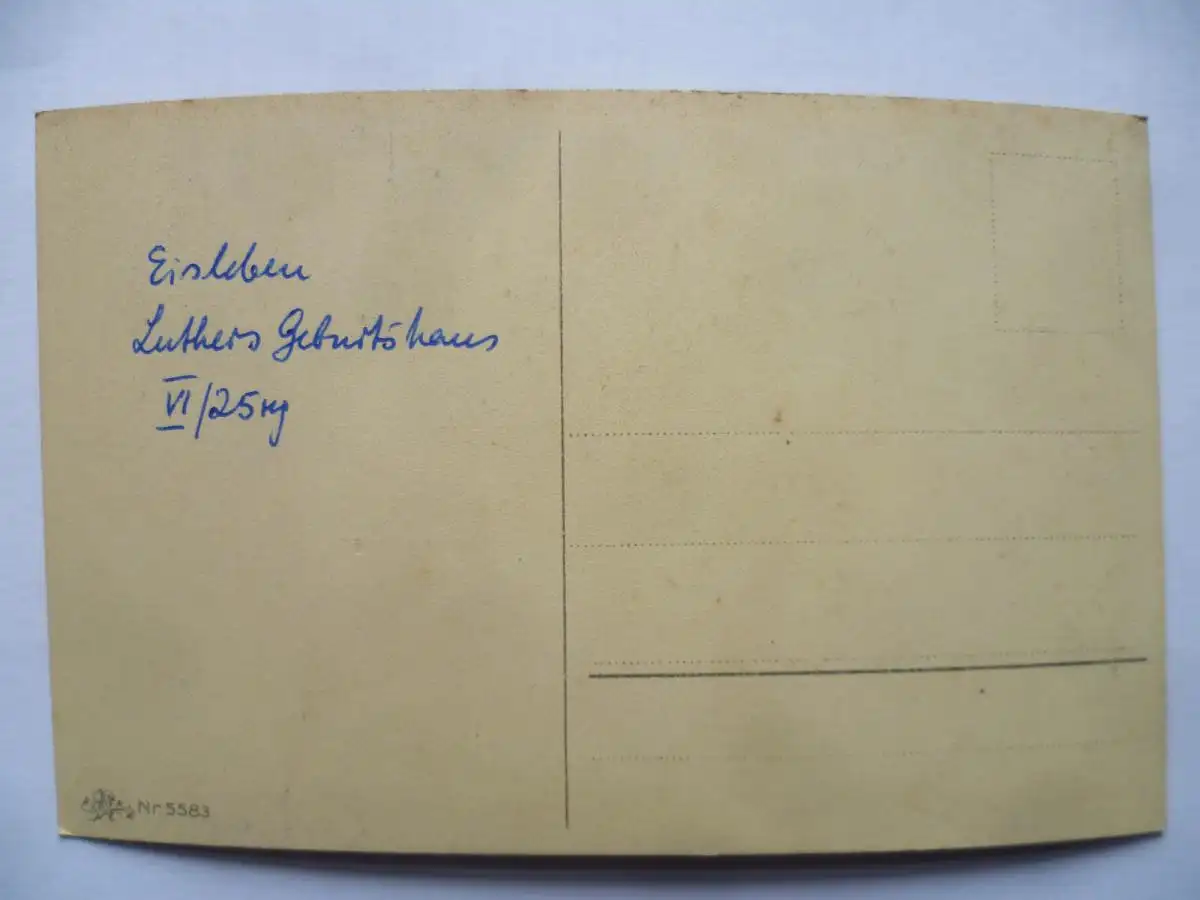 Eisleben
Luthers Geburtshaus
VI/25
Nr 5583